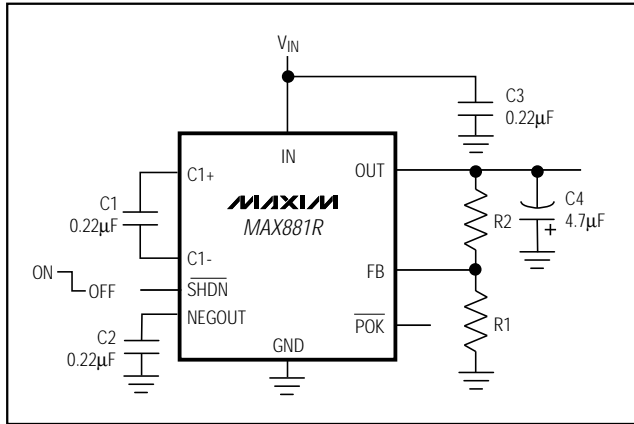 VIN
C3
0.22µF
IN
C1+
OUT
C1
0.22µF
MAXIM
MAX881R
R2
C4
4.7µF
+
C1-
ON
OFF
SHDN
FB
NEGOUT
C2
0.22µF
POK
R1
GND